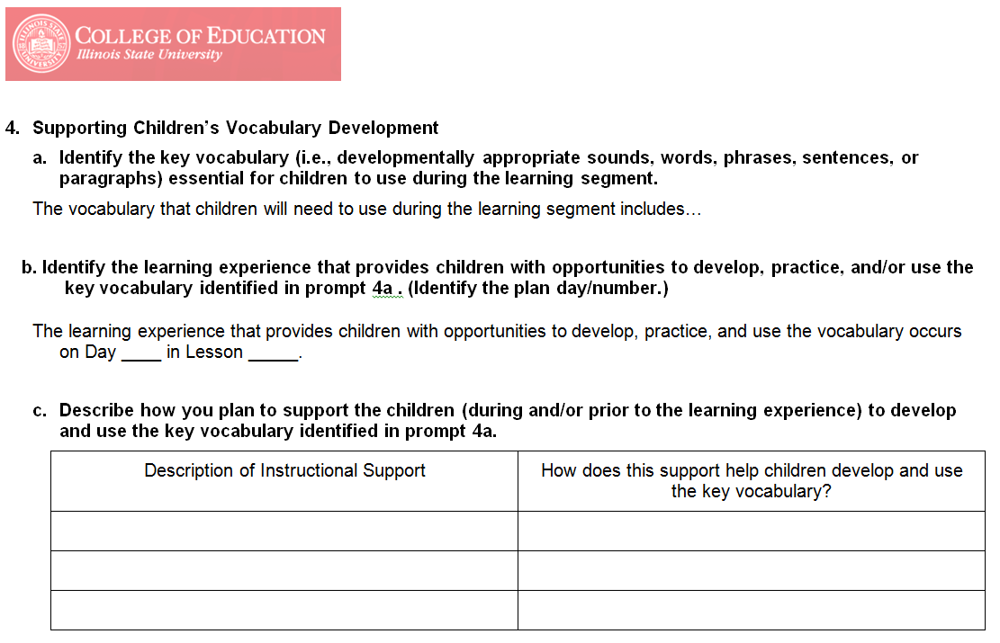 ILLINOIS STATE UNIVERSITY
COLLEGE OF EDUCATION
Illinois State University
4. Supporting Children's Vocabulary Development
a. Identify the key vocabulary (i.e., developmentally appropriate sounds, words, phrases, sentences, or
paragraphs) essential for children to use during the learning segment.
The vocabulary that children will need to use during the learning segment includes…
b. Identify the learning experience that provides children with opportunities to develop, practice, and/or use the
key vocabulary identified in prompt 4a . (Identify the plan day/number.)
The learning experience that provides children with opportunities to develop, practice, and use the vocabulary occurs
on Day ____ in Lesson _____.
c. Describe how you plan to support the children (during and/or prior to the learning experience) to develop
and use the key vocabulary identified in prompt 4a.
Description of Instructional Support
How does this support help children develop and use
the key vocabulary?